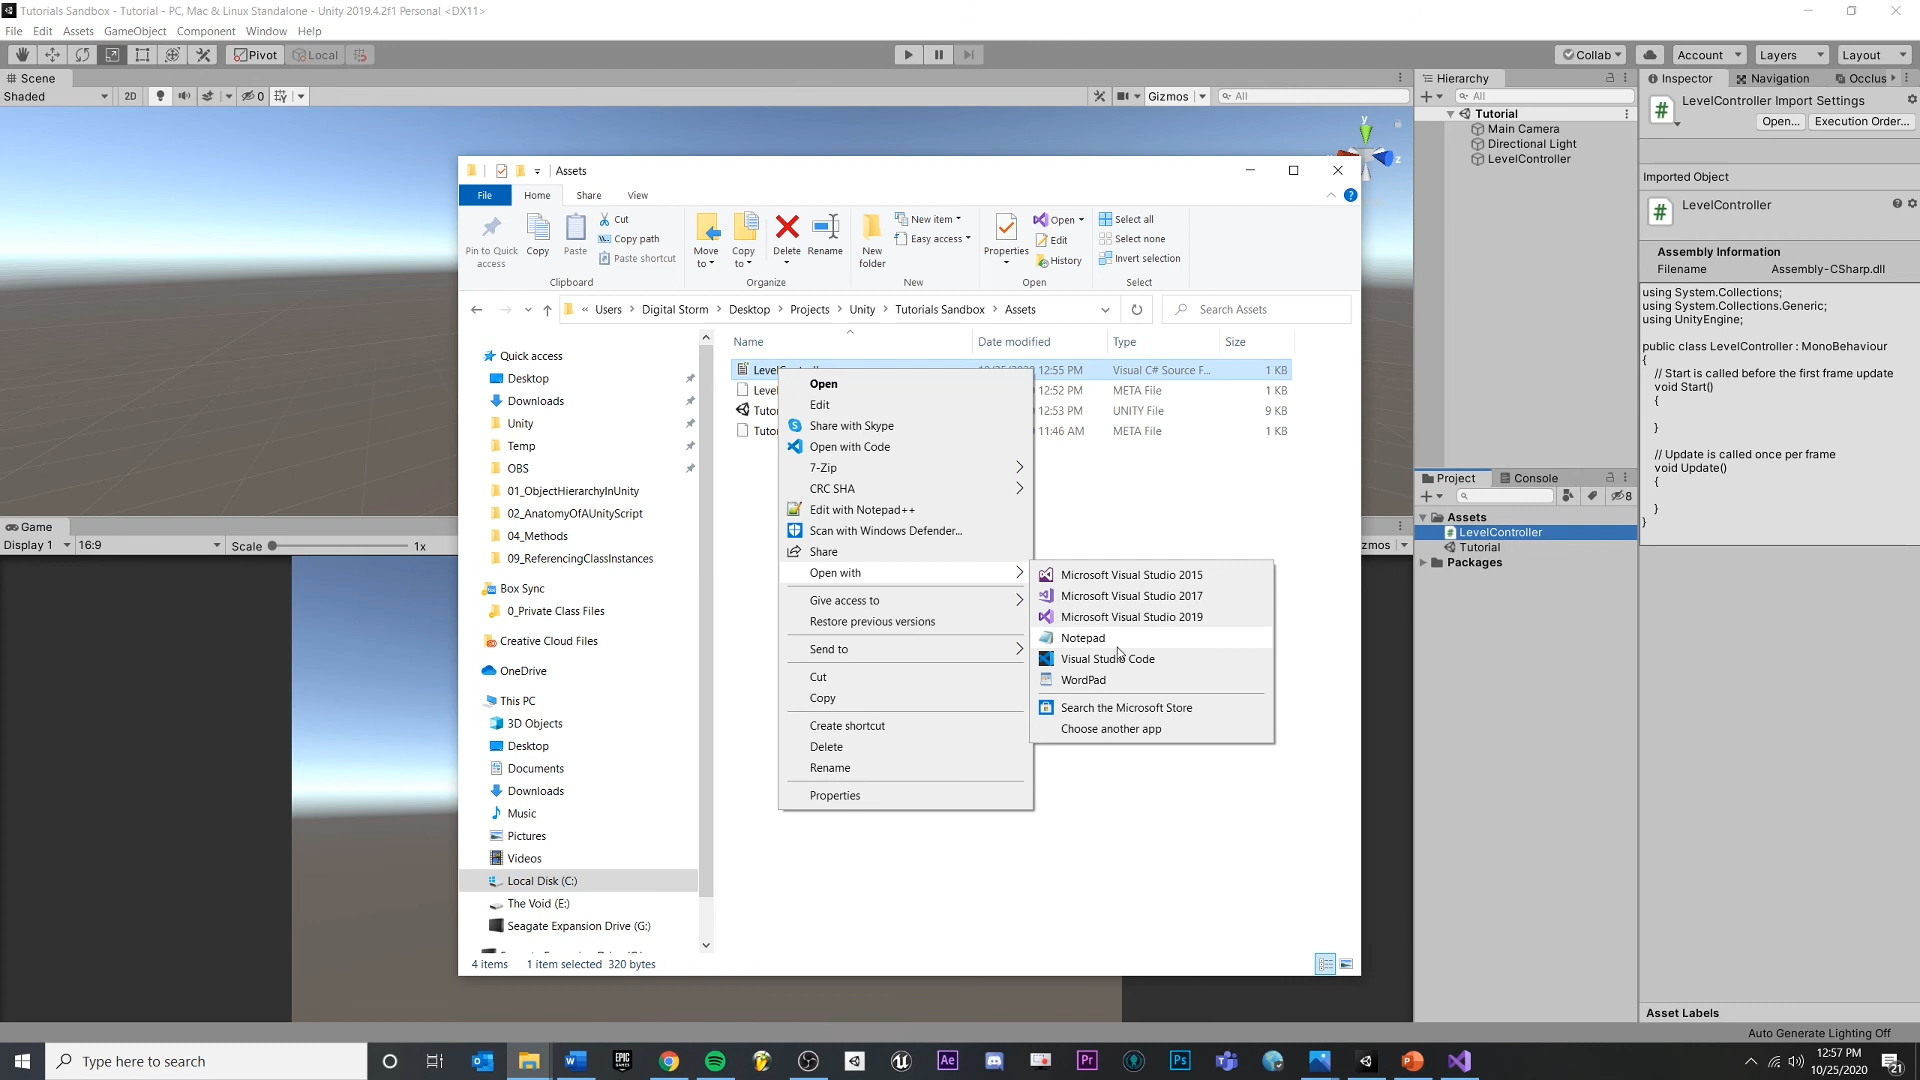 Tutorials Sandbox - Tutorial - PC, Mac & Linux Standalone - Unity 2019.4.2f1 Personal <DX11>
File Edit Assets GameObject Component Window Help
Pivot Local Collab Account Layers Layout
Scene
Shaded 2D 0 Gizmos All
Hierarchy
All
Tutorial
Main Camera
Directional Light
LevelController
Inspector Navigation Occlus
LevelController Import Settings
Open... Execution Order...
Imported Object
LevelController
Assembly Information
Filename Assembly-CSharp.dll
using System.Collections;
using System.Collections.Generic;
using UnityEngine;
public class LevelController : MonoBehaviour
{
// Start is called before the first frame update
void Start()
{
}
// Update is called once per frame
void Update()
{
}
}
Asset Labels
Auto Generate Lighting Off
Project Console
8
Assets
LevelController
Tutorial
Packages
Game
Display 1 16:9 Scale 1x
zmos
y
z
Assets
File Home Share View
Pin to Quick access
Copy
Paste
Cut
Copy path
Paste shortcut
Clipboard
Move to
Copy to
Delete
Rename
Organize
New folder
New item
Easy access
New
Properties
Open
Edit
History
Open
Select all
Select none
Invert selection
Select
« Users Digital Storm Desktop Projects Unity Tutorials Sandbox Assets
Search Assets
Name Date modified Type Size
12:55 PM Visual C# Source F... 1 KB
Leve 12:52 PM META File 1 KB
Tuto 12:53 PM UNITY File 9 KB
Tuto 11:46 AM META File 1 KB
Quick access
Desktop
Downloads
Unity
Temp
OBS
01_ObjectHierarchyInUnity
02_AnatomyOfAUnityScript
04_Methods
09_ReferencingClassInstances
Box Sync
0_Private Class Files
Creative Cloud Files
OneDrive
This PC
3D Objects
Desktop
Documents
Downloads
Music
Pictures
Videos
Local Disk (C:)
The Void (E:)
Seagate Expansion Drive (G:)
4 items 1 item selected 320 bytes
Open
Edit
Share with Skype
Open with Code
7-Zip
CRC SHA
Edit with Notepad++
Scan with Windows Defender...
Share
Open with
Give access to
Restore previous versions
Send to
Cut
Copy
Create shortcut
Delete
Rename
Properties
Microsoft Visual Studio 2015
Microsoft Visual Studio 2017
Microsoft Visual Studio 2019
Notepad
Visual Studio Code
WordPad
Search the Microsoft Store
Choose another app
Type here to search
12:57 PM
10/25/2020
21